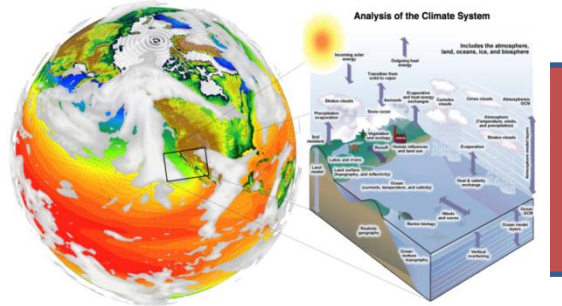 Analysis of the Climate System
Includes the atmosphere,
land, oceans, ice, and biosphere
Incoming solar
energy
Outgoing heat
energy
Transition from
solid to vapor
Stratus clouds
Snow cover
Aerosols
Evaporative
and heat energy
exchanges
Cumulus
clouds
Cirrus clouds
Atmospheric
GCM
Precipitation
evaporation
Atmosphere
(Temperature, winds,
and precipitation)
Stratus clouds
Soil
moisture
Vegetation
and ecology
Runoff
Human influences
and land use
Evaporative
Atmosphere model layers
Lakes and rivers
Land
model
Land surface
(topography, and reflectivity)
Heat & salinity
exchange
Ocean
(currents, temperature, and salinity)
Winds
and waves
Ocean
GCM
Marine biology
Realistic
geography
Ocean model
layers
Ocean
bottom
topography
Vertical
overturning